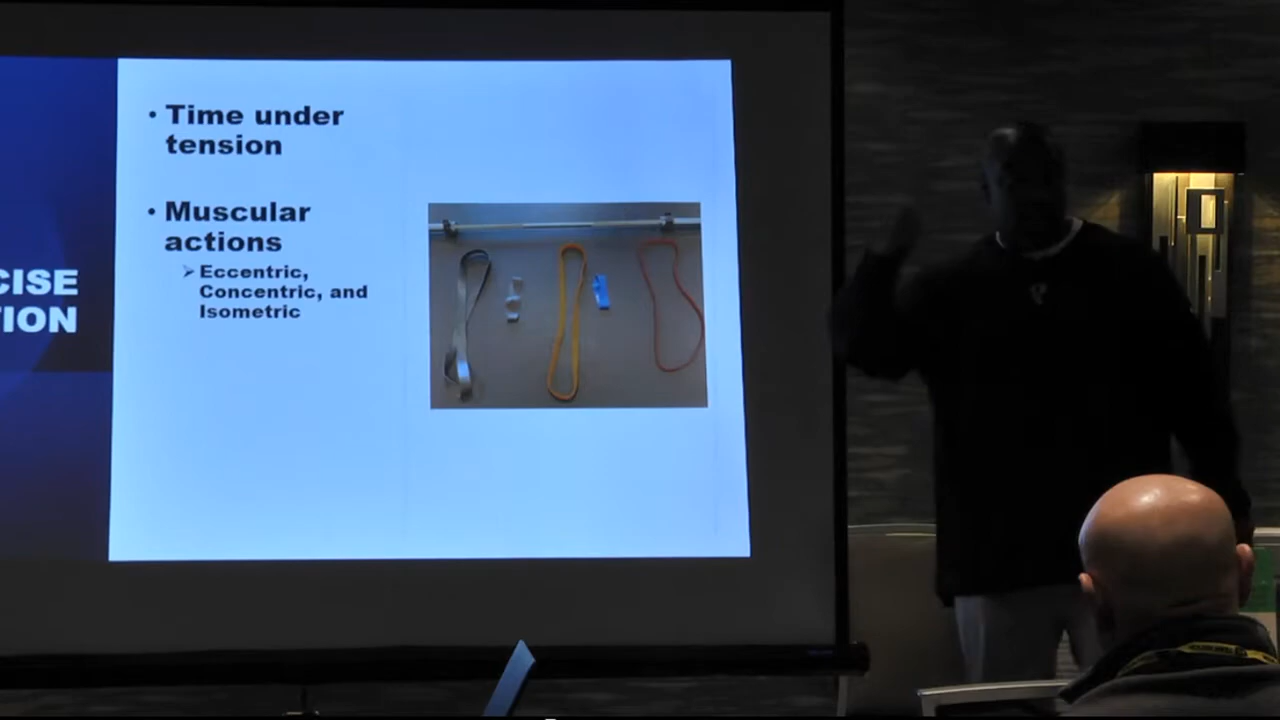 • Time under
tension
• Muscular
actions
➢ Eccentric,
Concentric, and
Isometric
CISE
TION